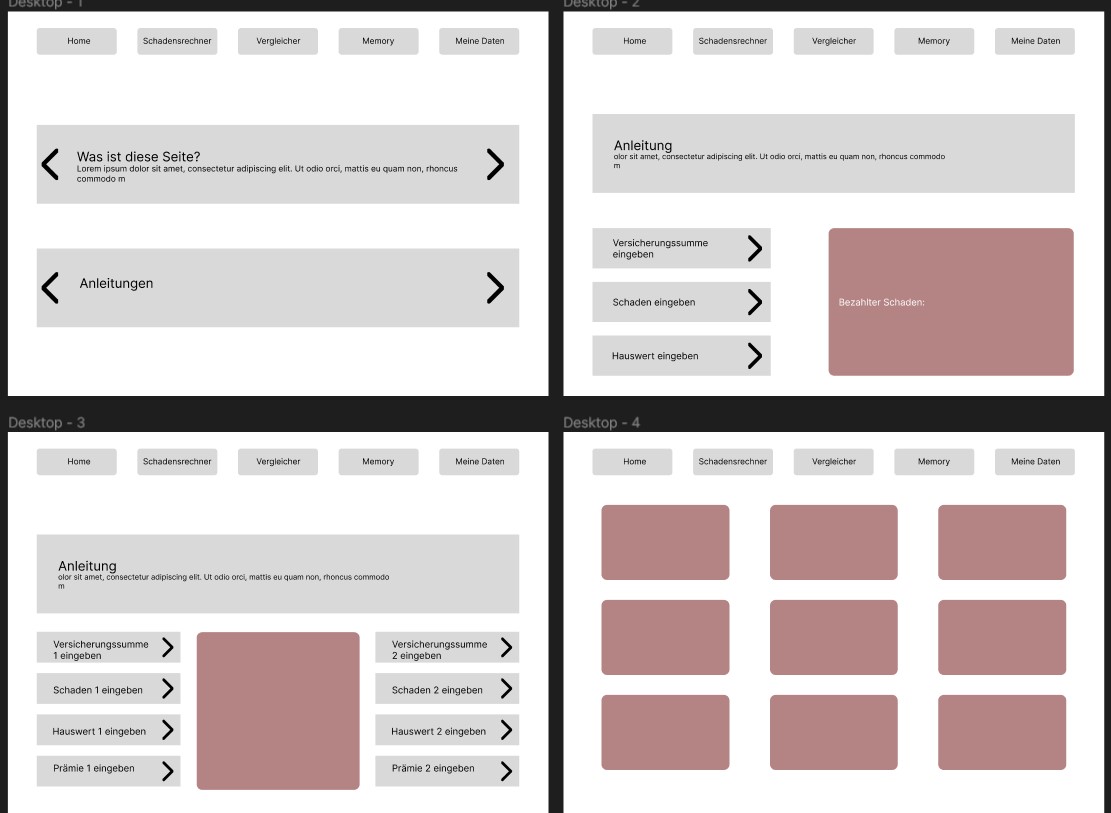 Desktop - 1
Home
Schadensrechner
Vergleicher
Memory
Meine Daten
Was ist diese Seite?
Lorem ipsum dolor sit amet, consectetur adipiscing elit. Ut odio orci, mattis eu quam non, rhoncus
commodo m
Anleitungen
Desktop - 2
Home
Schadensrechner
Vergleicher
Memory
Meine Daten
Anleitung
olor sit amet, consectetur adipiscing elit. Ut odio orci, mattis eu quam non, rhoncus commodo
m
Versicherungssumme
eingeben
Schaden eingeben
Hauswert eingeben
Bezahlter Schaden:
Desktop - 3
Home
Schadensrechner
Vergleicher
Memory
Meine Daten
Anleitung
olor sit amet, consectetur adipiscing elit. Ut odio orci, mattis eu quam non, rhoncus commodo
m
Versicherungssumme
1 eingeben
Schaden 1 eingeben
Hauswert 1 eingeben
Prämie 1 eingeben
Versicherungssumme
2 eingeben
Schaden 2 eingeben
Hauswert 2 eingeben
Prämie 2 eingeben
Desktop - 4
Home
Schadensrechner
Vergleicher
Memory
Meine Daten